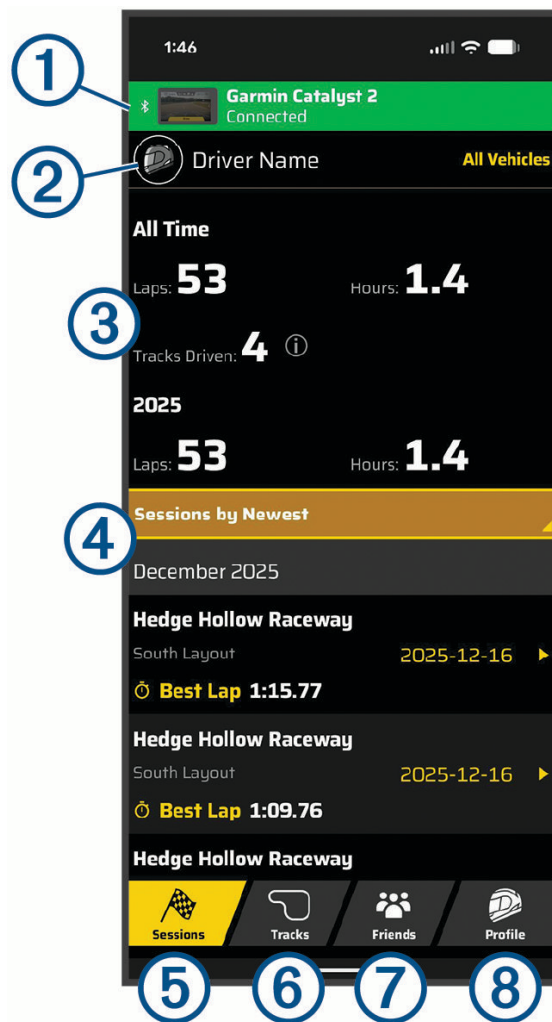 1:46
1
Garmin Catalyst 2
Connected
2
Driver Name
All Vehicles
All Time
Laps: 53
Hours: 1.4
3
Tracks Driven: 4
2025
Laps: 53
Hours: 1.4
4
Sessions by Newest
December 2025
Hedge Hollow Raceway
South Layout
2025-12-16
Best Lap 1:15.77
Hedge Hollow Raceway
South Layout
2025-12-16
Best Lap 1:09.76
Hedge Hollow Raceway
Sessions
Tracks
Friends
Profile
5
6
7
8